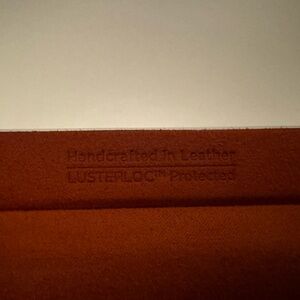 Handcrafted in Leather
LUSTERLOC™ Protected